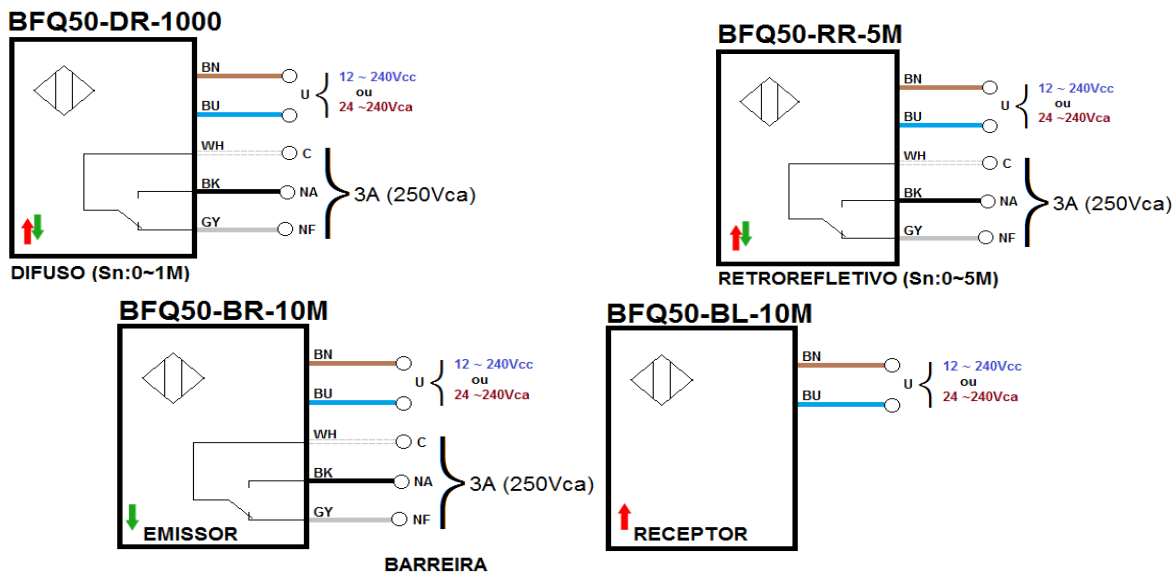 BFQ50-DR-1000
BN
BU
WH
BK
GY
U
12 ~ 240Vcc
ou
24 ~240Vca
C
NA
NF
3A (250Vca)
DIFUSO (Sn:0~1M)
BFQ50-RR-5M
BN
BU
WH
BK
GY
U
12 ~ 240Vcc
ou
24 ~240Vca
C
NA
NF
3A (250Vca)
RETROREFLETIVO (Sn:0~5M)
BFQ50-BR-10M
BN
BU
WH
BK
GY
U
12 ~ 240Vcc
ou
24 ~240Vca
C
NA
NF
3A (250Vca)
EMISSOR
BFQ50-BL-10M
BN
BU
U
12 ~ 240Vcc
ou
24 ~240Vca
RECEPTOR
BARREIRA